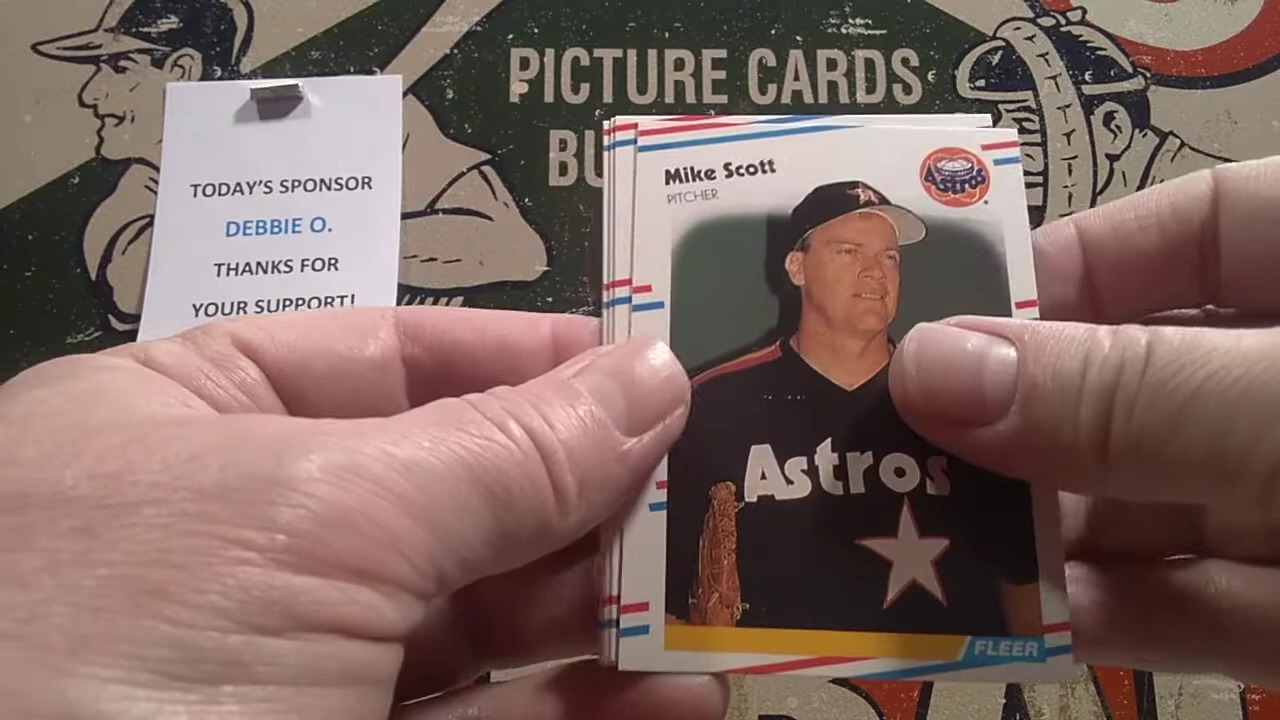 PICTURE CARDS
BU
TODAY'S SPONSOR
DEBBIE O.
THANKS FOR
YOUR SUPPORT!
Mike Scott
PITCHER
Astros
Astros
FLEER